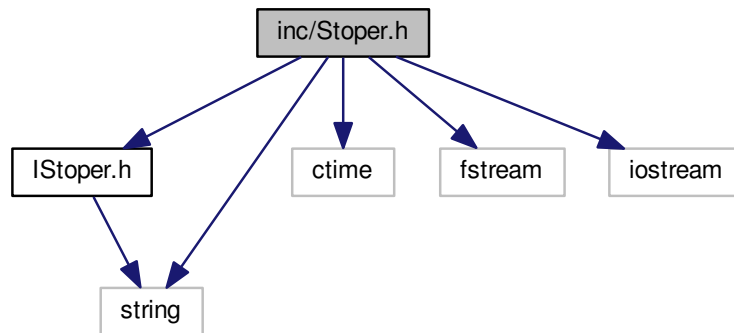 inc/Stoper.h
IStoper.h
ctime
fstream
iostream
string